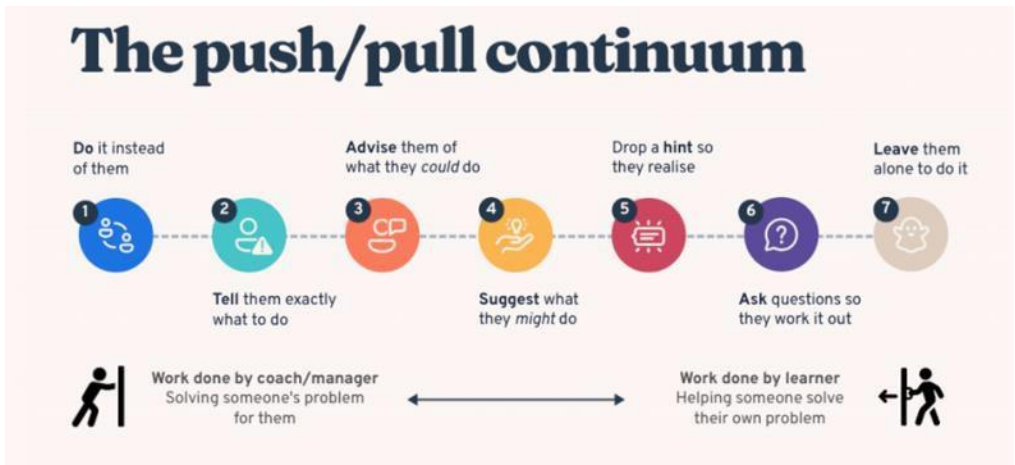 The push/pull continuum
Do it instead
of them
1
2
Tell them exactly
what to do
Advise them of
what they could do
3
4
Suggest what
they might do
Drop a hint so
they realise
5
6
?
Ask questions so
they work it out
Leave them
alone to do it
7
Work done by coach/manager
Solving someone's problem
for them
Work done by learner
Helping someone solve
their own problem